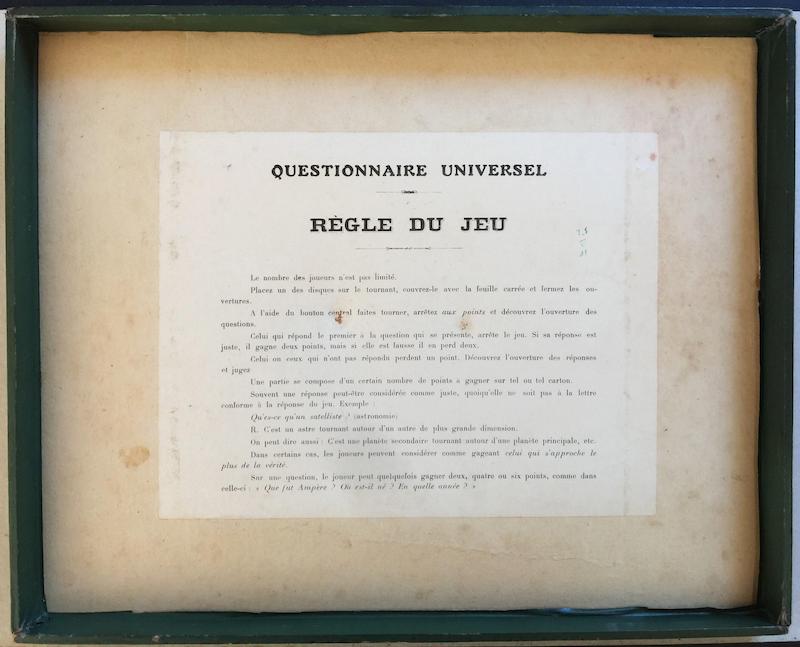 QUESTIONNAIRE UNIVERSEL
RÈGLE DU JEU
Le nombre des joueurs n'est pas limité.
Placez un des disques sur le tournant, couvrez-le avec la feuille carrée et fermez les ou-
vertures.
A l'aide du bouton central faites tourner, arrêtez aux points et découvrez l'ouverture des
questions.
Celui qui répond le premier à la question qui se présente, arrête le jeu. Si sa réponse est
juste, il gagne deux points, mais si elle est fausse il en perd deux.
Celui ou ceux qui n'ont pas répondu perdent un point. Découvrez l'ouverture des réponses
et jugez
Une partie se compose d'un certain nombre de points à gagner sur tel ou tel carton.
Souvent une réponse peut-être considérée comme juste, quoiqu'elle ne soit pas à la lettre
conforme à la réponse du jeu. Exemple :
Qu'es-ce qu'un satelliste ? (astronomie)
R. C'est un astre tournant autour d'un autre de plus grande dimension.
On peut dire aussi : C'est une planète secondaire tournant autour d'une planète principale, etc.
Dans certains cas, les joueurs peuvent considérer comme gageant celui qui s'approche le
plus de la vérité.
Sur une question, le joueur peut quelquefois gagner deux, quatre ou six points, comme dans
celle-ci : « Que fut Ampère ? Où est-il né ? En quelle année ? »